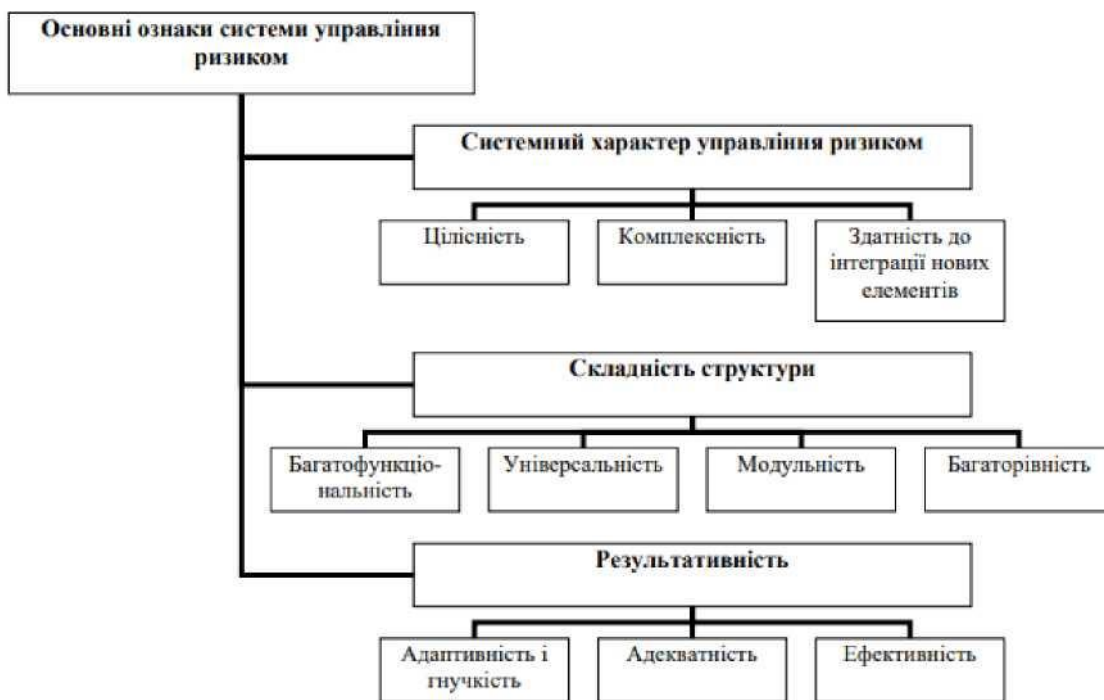 Основні ознаки системи управління
ризиком
Системний характер управління ризиком
Цілісність
Комплексність
Здатність до
інтеграції нових
елементів
Складність структури
Багатофункціо-
нальність
Універсальність
Модульність
Багаторівність
Результативність
Адаптивність і
гнучкість
Адекватність
Ефективність